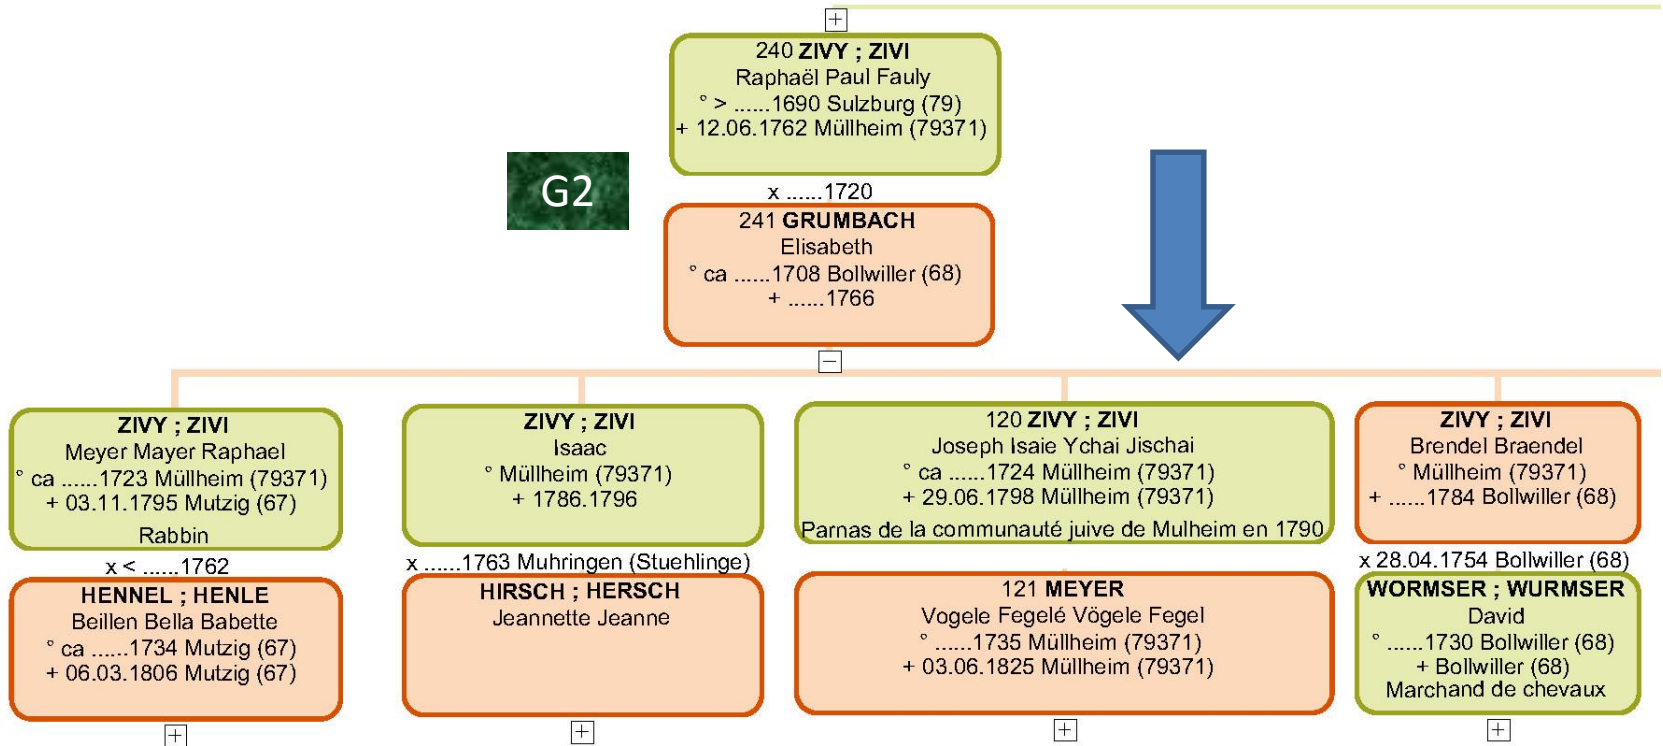 240 ZIVY ; ZIVI
Raphaël Paul Fauly
° > ......1690 Sulzburg (79)
+ 12.06.1762 Müllheim (79371)
G2
x ......1720
241 GRUMBACH
Elisabeth
° ca ......1708 Bollwiller (68)
+ ......1766
ZIVY ; ZIVI
Meyer Mayer Raphael
° ca ......1723 Müllheim (79371)
+ 03.11.1795 Mutzig (67)
Rabbin
x < ......1762
HENNEL ; HENLE
Beillen Bella Babette
° ca ......1734 Mutzig (67)
+ 06.03.1806 Mutzig (67)
ZIVY ; ZIVI
Isaac
° Müllheim (79371)
+ 1786.1796
x ......1763 Muhringen (Stuehlinge)
HIRSCH ; HERSCH
Jeannette Jeanne
120 ZIVY ; ZIVI
Joseph Isaie Ychai Jischai
° ca ......1724 Müllheim (79371)
+ 29.06.1798 Müllheim (79371)
Parnas de la communauté juive de Mulheim en 1790
121 MEYER
Vogele Fegelé Vögele Fegel
° ......1735 Müllheim (79371)
+ 03.06.1825 Müllheim (79371)
ZIVY ; ZIVI
Brendel Braendel
° Müllheim (79371)
+ ......1784 Bollwiller (68)
x 28.04.1754 Bollwiller (68)
WORMSER ; WURMSER
David
° ......1730 Bollwiller (68)
+ Bollwiller (68)
Marchand de chevaux